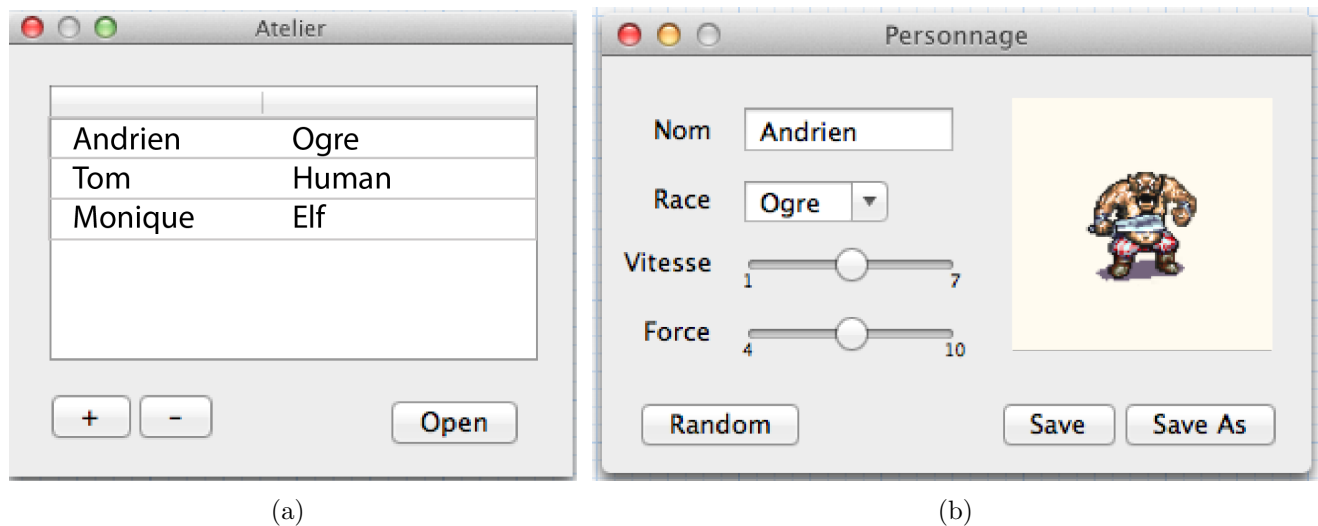 Atelier
Andrien Ogre
Tom Human
Monique Elf
+ - Open
(a)
Personnage
Nom Andrien
Race Ogre
Vitesse
1 7
Force
4 10
Random Save Save As
(b)